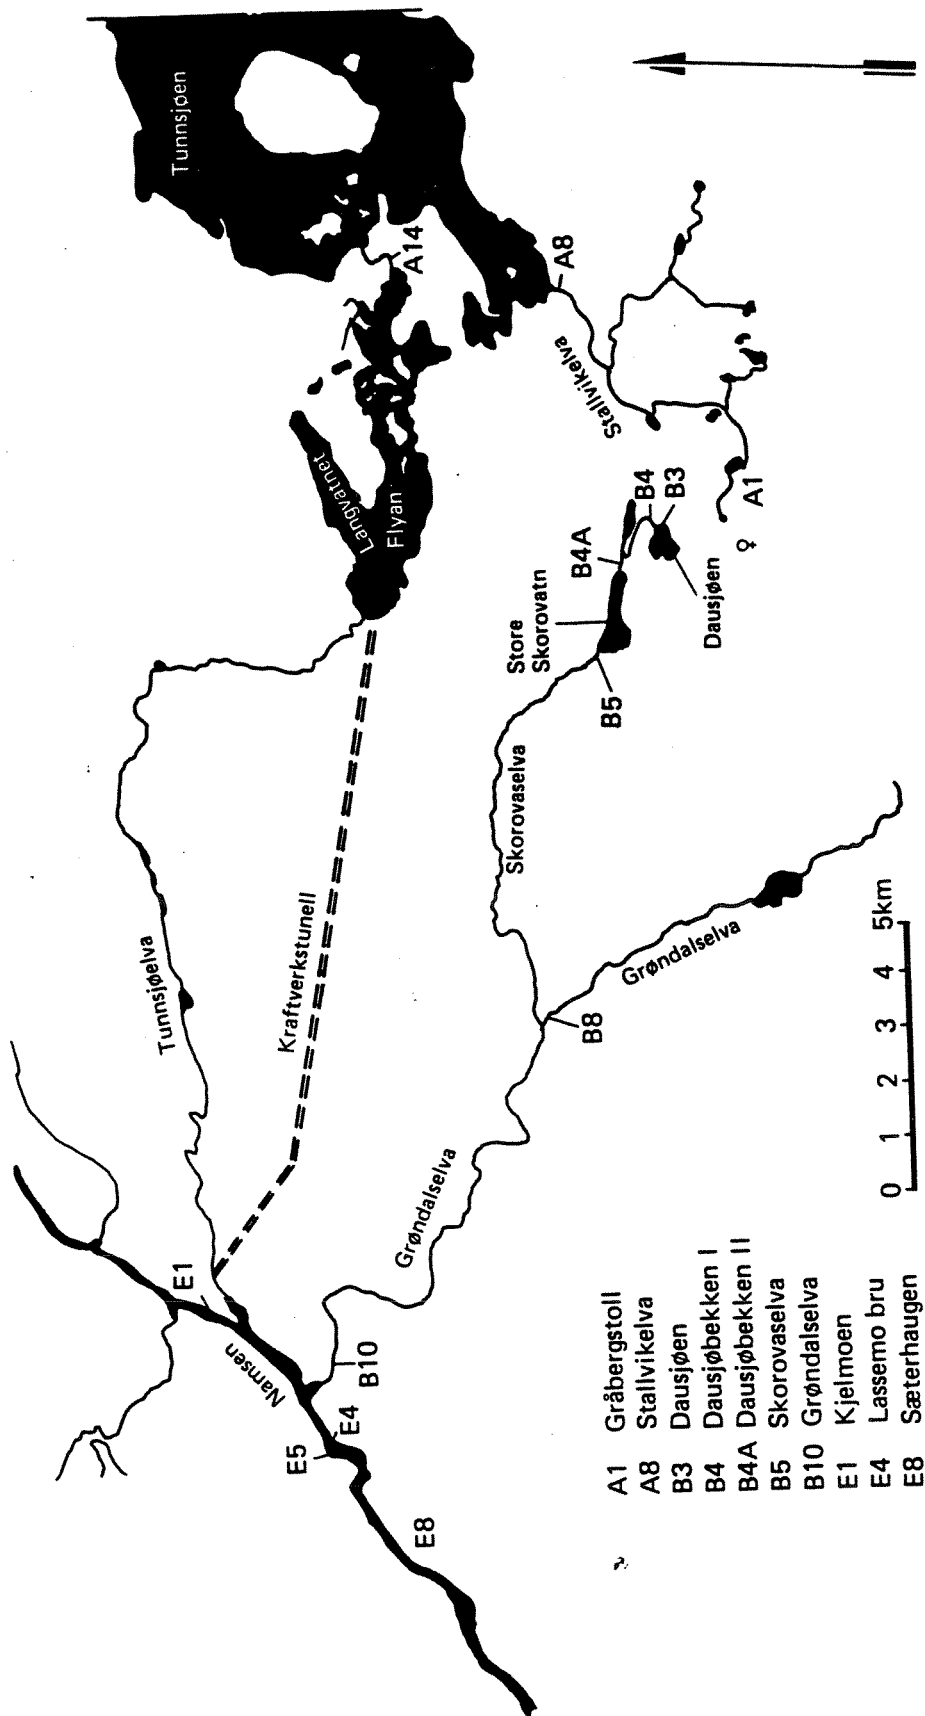 Tunnsjøen
A14
A8
Langvatnet
Flyan
Stallvikelva
A1
B4
B3
B4A
Dausjøen
Store
Skorovatn
B5
Skorovaselva
Grøndalselva
B8
Kraftverkstunell
Tunnsjøelva
Grøndalselva
Namsen
E1
B10
E4
E5
E8
0 1 2 3 4 5km
A1 Gråbergstoll
A8 Stallvikelva
B3 Dausjøen
B4 Dausjøbekken I
B4A Dausjøbekken II
B5 Skorovaselva
B10 Grøndalselva
E1 Kjelmoen
E4 Lassemo bru
E8 Sæterhaugen